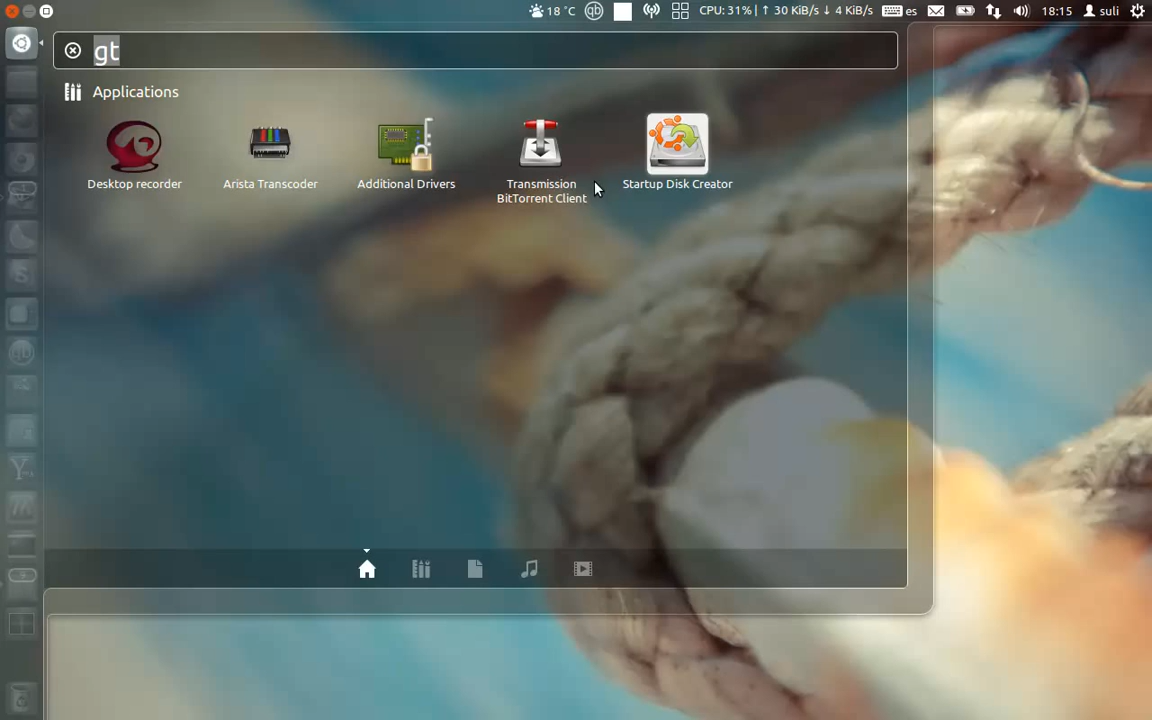 18 °C
qb
CPU: 31% | ↑ 30 KiB/s ↓ 4 KiB/s
es
18:15
suli
gt
Applications
Desktop recorder
Arista Transcoder
Additional Drivers
Transmission
BitTorrent Client
Startup Disk Creator